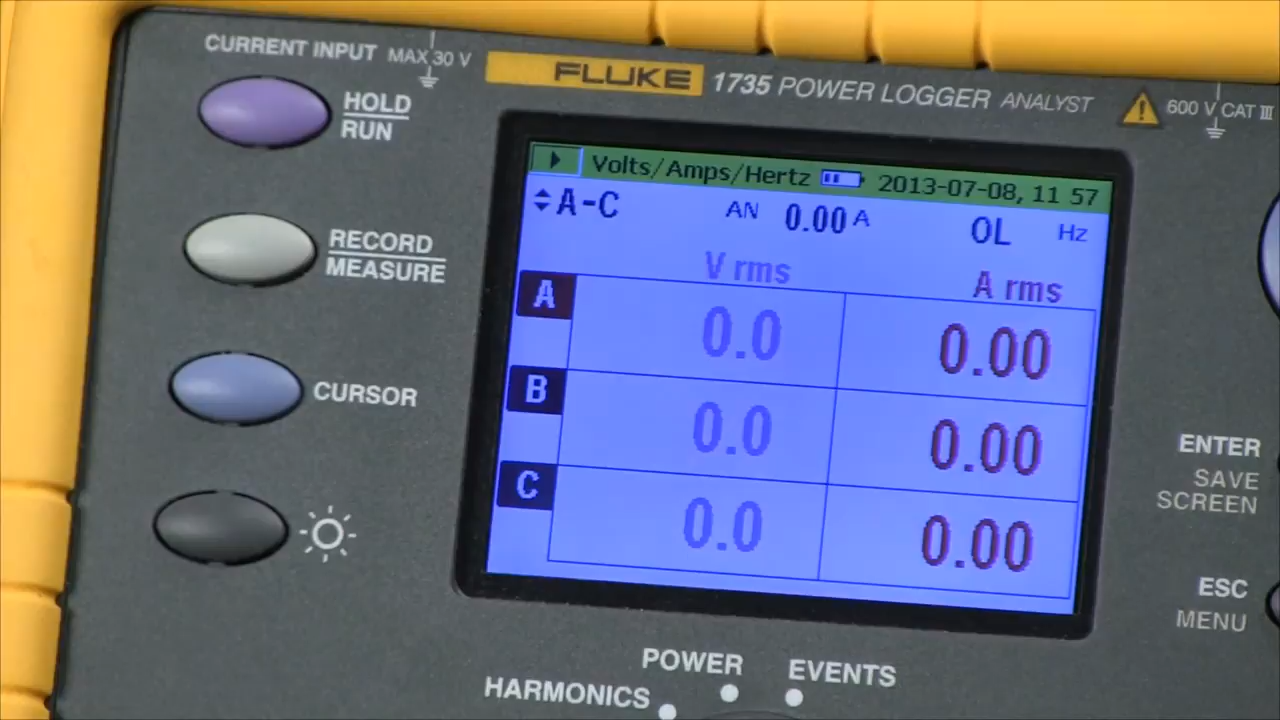 CURRENT INPUT MAX 30 V
FLUKE 1735 POWER LOGGER ANALYST
600 V CAT III
HOLD
RUN
RECORD
MEASURE
CURSOR
Volts/Amps/Hertz 2013-07-08, 11 57
A-C AN 0.00 A OL Hz
V rms A rms
A 0.0 0.00
B 0.0 0.00
C 0.0 0.00
ENTER
SAVE
SCREEN
ESC
MENU
POWER EVENTS
HARMONICS